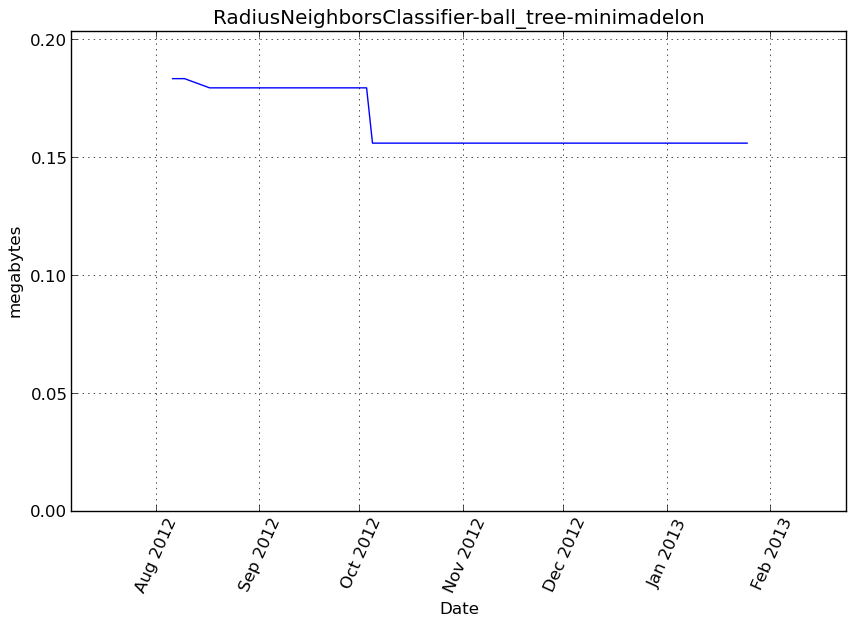 RadiusNeighborsClassifier-ball_tree-minimadelon
0.20
0.15
0.10
0.05
0.00
megabytes
Aug 2012
Sep 2012
Oct 2012
Nov 2012
Dec 2012
Jan 2013
Feb 2013
Date